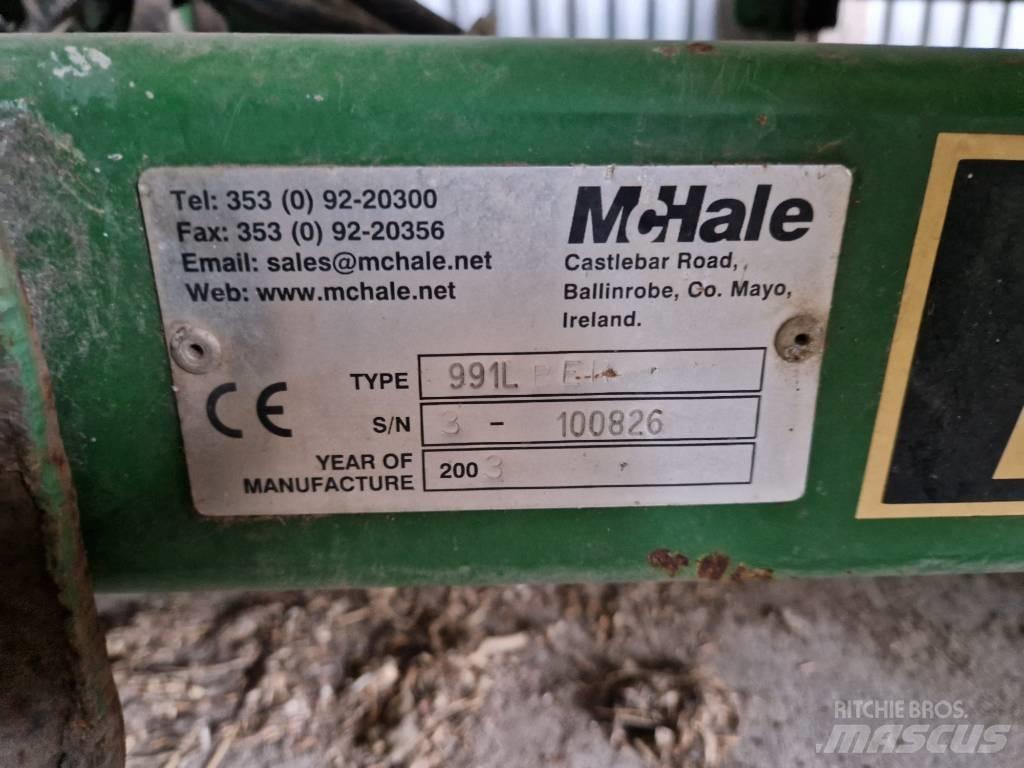 Tel: 353 (0) 92-20300
Fax: 353 (0) 92-20356
Email: sales@mchale.net
Web: www.mchale.net
McHale
Castlebar Road,
Ballinrobe, Co. Mayo,
Ireland.
CE
TYPE 991L
S/N 3 - 100826
YEAR OF
MANUFACTURE 2003
RITCHIE BROS.
MASCUS